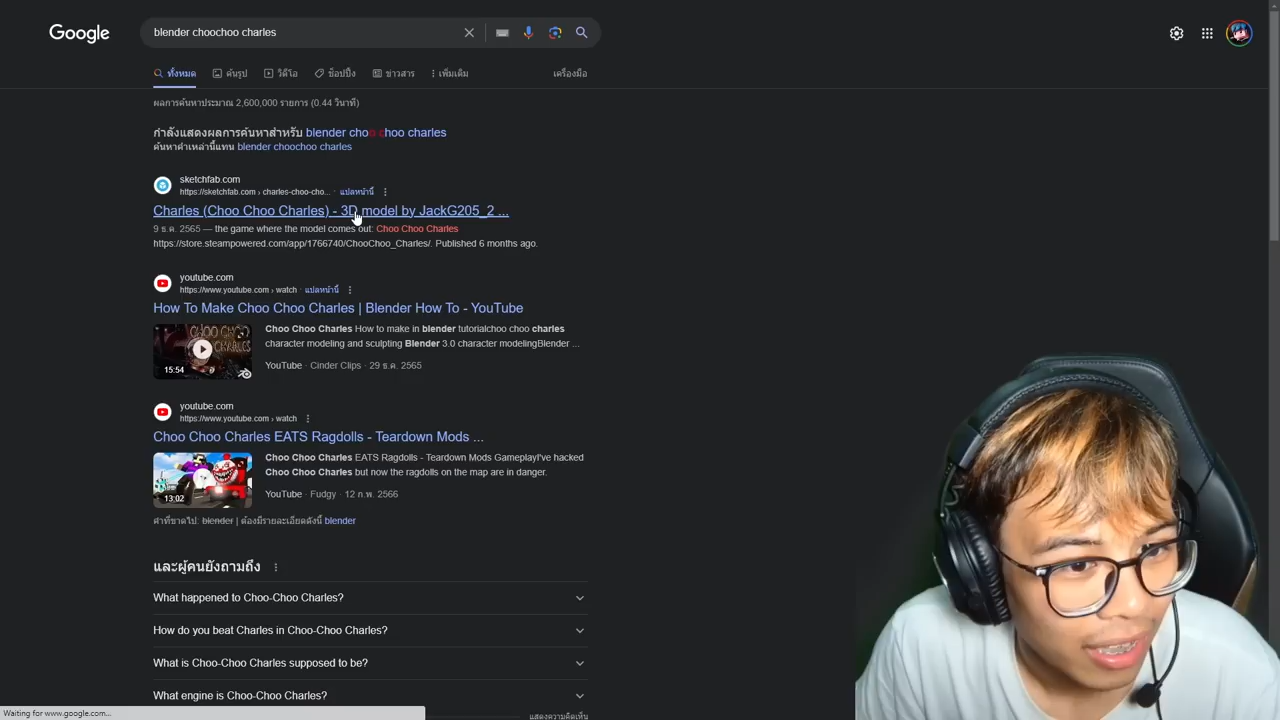 Google
blender choochoo charles
ทั้งหมด
ค้นรูป
วิดีโอ
ช็อปปิ้ง
ข่าวสาร
เพิ่มเติม
เครื่องมือ
ผลการค้นหาประมาณ 2,600,000 รายการ (0.44 วินาที)
กำลังแสดงผลการค้นหาสำหรับ blender choo choo charles
ค้นหาคำเหล่านี้แทน blender choochoo charles
sketchfab.com
https://sketchfab.com › charles-choo-cho... · แปลหน้านี้
Charles (Choo Choo Charles) - 3D model by JackG205_2 ...
9 ธ.ค. 2565 — the game where the model comes out: Choo Choo Charles
https://store.steampowered.com/app/1766740/ChooChoo_Charles/. Published 6 months ago.
youtube.com
https://www.youtube.com › watch · แปลหน้านี้
How To Make Choo Choo Charles | Blender How To - YouTube
CHOO CHOO
CHARLES
15:54
Choo Choo Charles How to make in blender tutorialchoo choo charles
character modeling and sculpting Blender 3.0 character modelingBlender ...
YouTube · Cinder Clips · 29 ธ.ค. 2565
youtube.com
https://www.youtube.com › watch
Choo Choo Charles EATS Ragdolls - Teardown Mods ...
13:02
Choo Choo Charles EATS Ragdolls - Teardown Mods GameplayI've hacked
Choo Choo Charles but now the ragdolls on the map are in danger.
YouTube · Fudgy · 12 ก.พ. 2566
คำที่ขาดไป: blender | ต้องมีรายละเอียดดังนี้ blender
และผู้คนยังถามถึง
What happened to Choo-Choo Charles?
How do you beat Charles in Choo-Choo Charles?
What is Choo-Choo Charles supposed to be?
What engine is Choo-Choo Charles?
แสดงความคิดเห็น
Waiting for www.google.com...